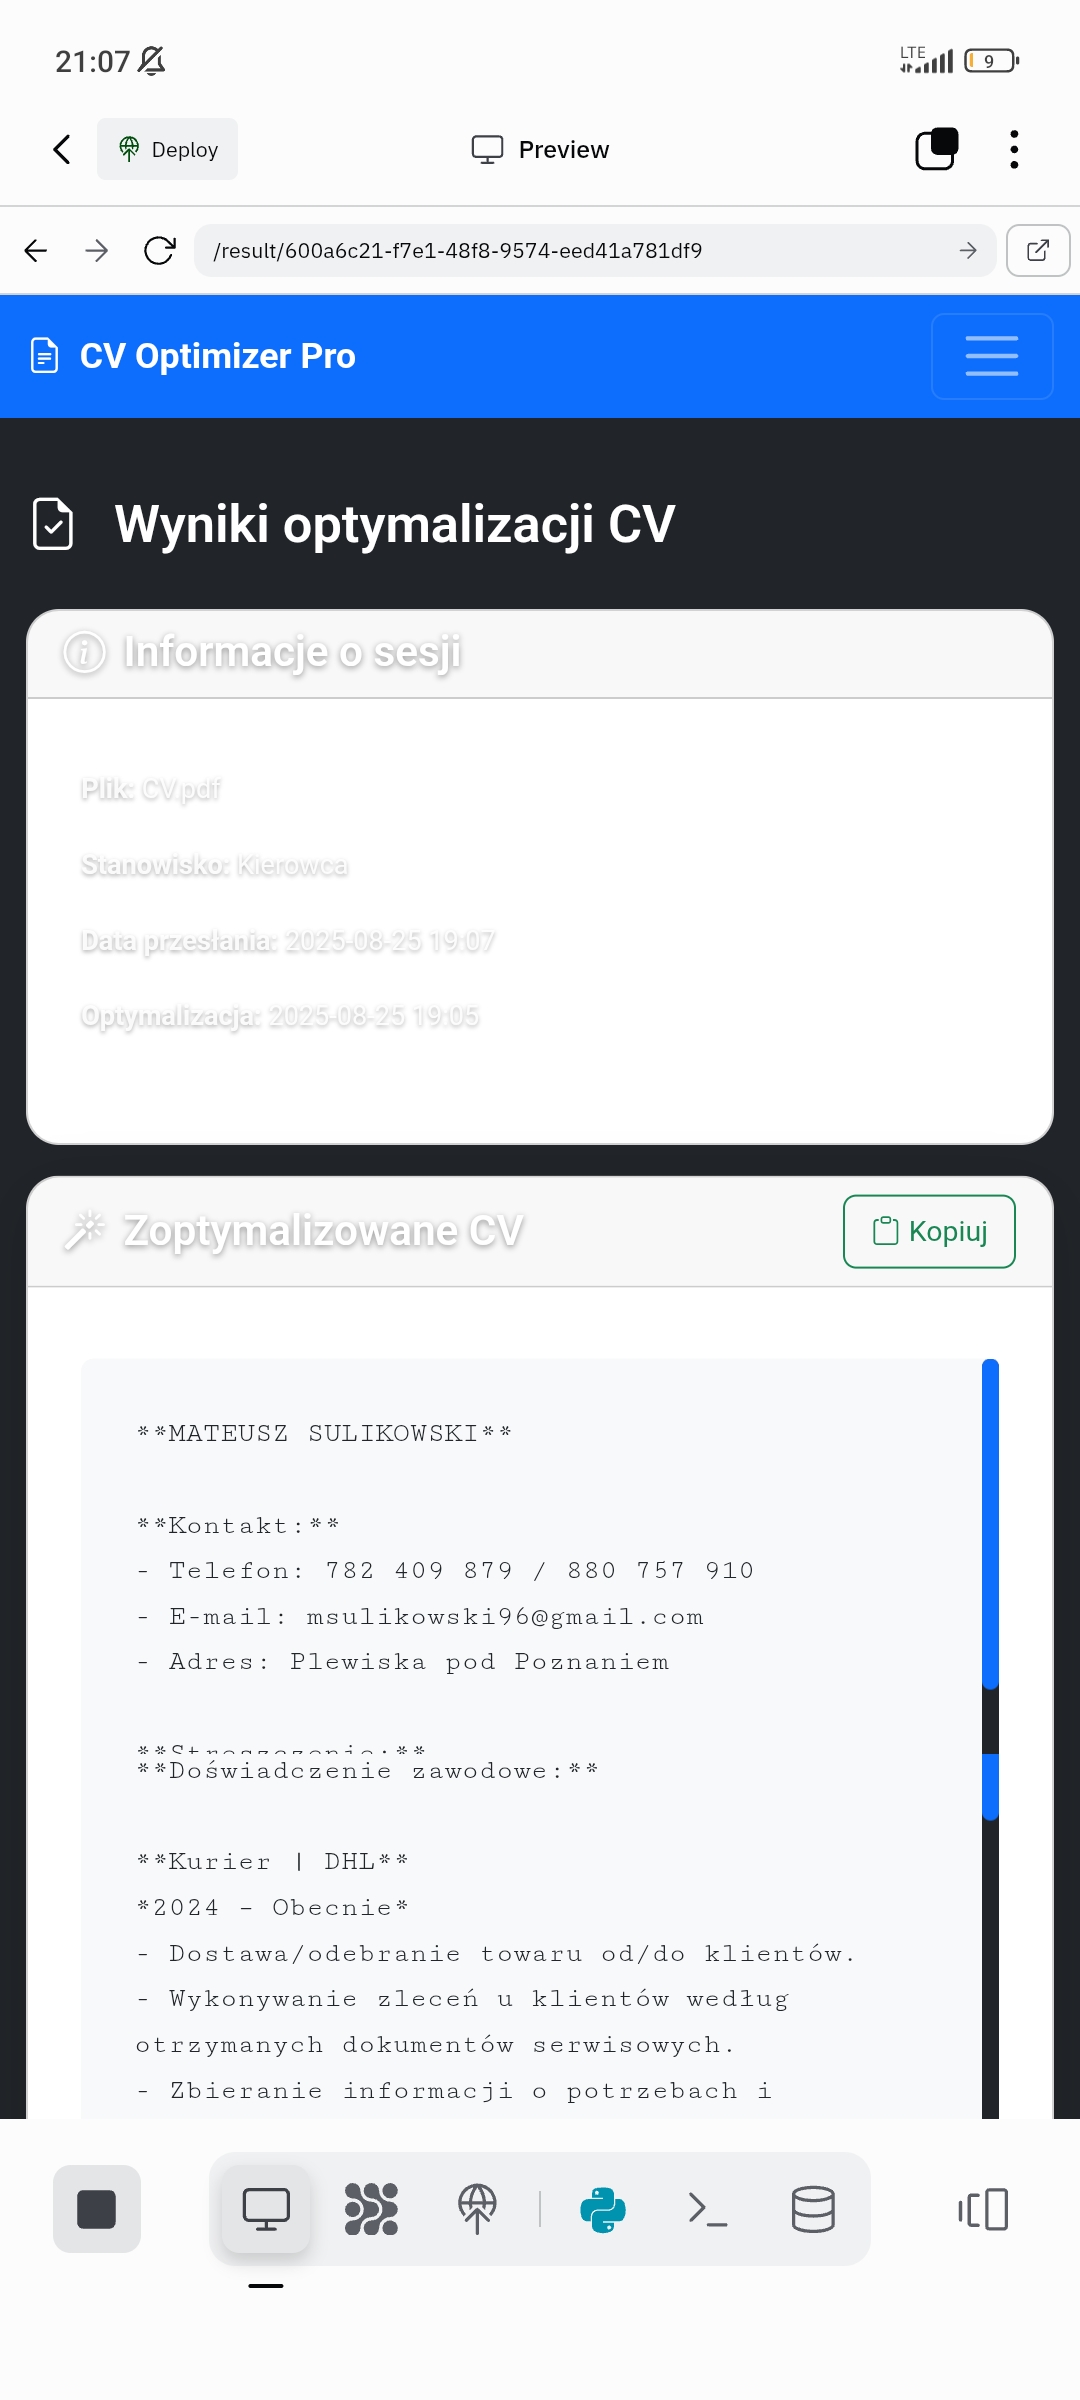 21:07
LTE
9
Deploy
Preview
/result/600a6c21-f7e1-48f8-9574-eed41a781df9
CV Optimizer Pro
Wyniki optymalizacji CV
Informacje o sesji
Plik: CV.pdf
Stanowisko: Kierowca
Data przesłania: 2025-08-25 19:07
Optymalizacja: 2025-08-25 19:05
Zoptymalizowane CV
Kopiuj
**MATEUSZ SULIKOWSKI**
**Kontakt:**
- Telefon: 782 409 879 / 880 757 910
- E-mail: msulikowski96@gmail.com
- Adres: Plewiska pod Poznaniem
**Streszczenie:**
**Doświadczenie zawodowe:**
**Kurier | DHL**
*2024 – Obecnie*
- Dostawa/odebranie towaru od/do klientów.
- Wykonywanie zleceń u klientów według
otrzymanych dokumentów serwisowych.
- Zbieranie informacji o potrzebach i